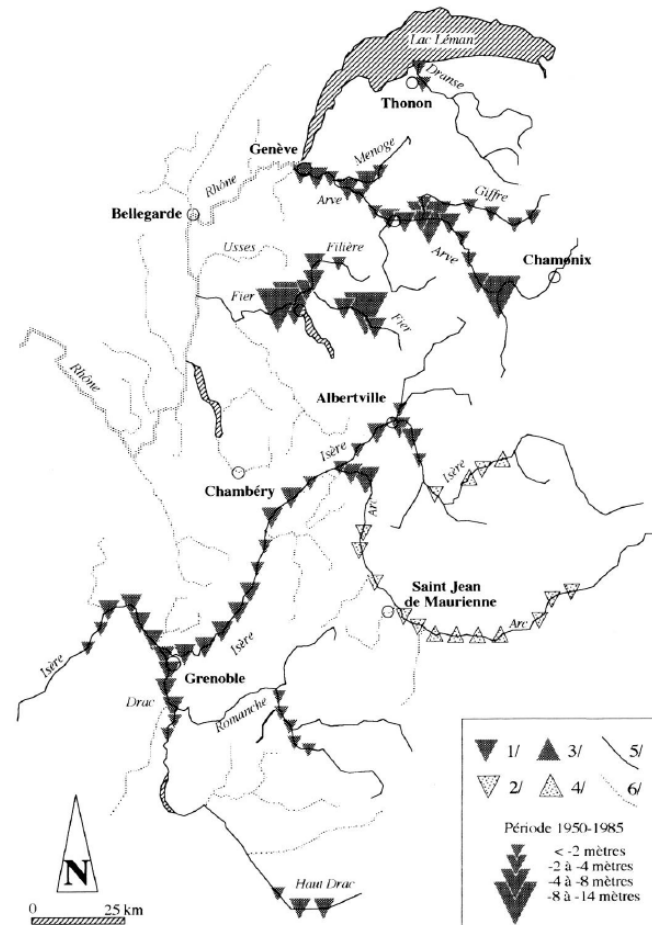 Lac Léman
Dranse
Thonon
Genève
Menoge
Rhône
Arve
Giffre
Bellegarde
Usses
Filière
Arve
Chamonix
Fier
Fier
Rhône
Albertville
Isère
Isère
Chambéry
Arc
Saint Jean
de Maurienne
Arc
Isère
Isère
Grenoble
Drac
Romanche
1/ 3/ 5/
2/ 4/ 6/
Période 1950-1985
< -2 mètres
-2 à -4 mètres
-4 à -8 mètres
-8 à -14 mètres
N
Haut Drac
0 25 km